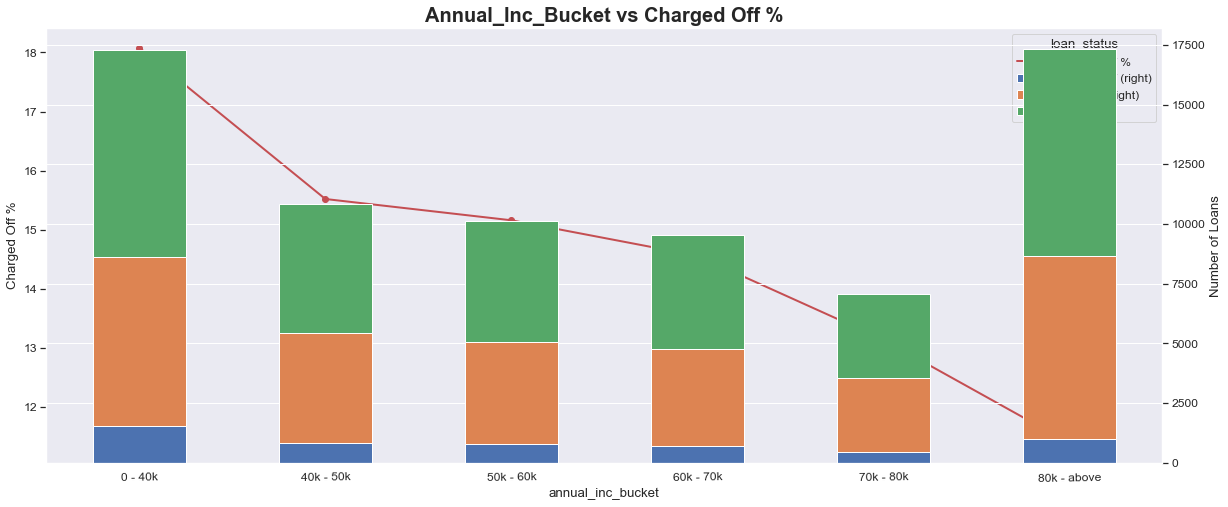 Annual_Inc_Bucket vs Charged Off %
loan_status
%
(right)
right)
18
17
16
15
14
13
12
Charged Off %
17500
15000
12500
10000
7500
5000
2500
0
Number of Loans
0 - 40k
40k - 50k
50k - 60k
60k - 70k
70k - 80k
80k - above
annual_inc_bucket